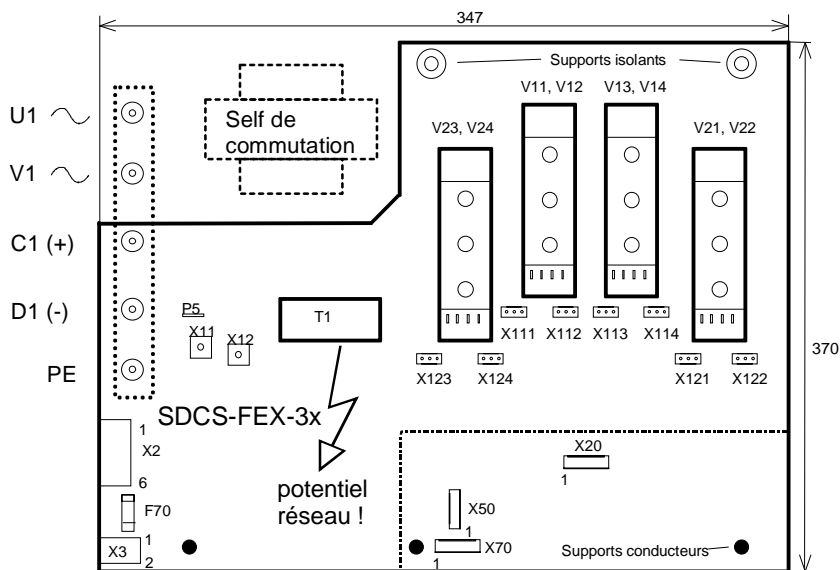 347
Supports isolants
U1
Self de
commutation
V11, V12
V13, V14
V23, V24
V21, V22
V1
C1 (+)
D1 (-)
P5
X11
X12
T1
X111
X112
X113
X114
370
PE
X123
X124
X121
X122
SDCS-FEX-3x
1
X2
6
X20
1
potentiel
réseau !
F70
X50
1
X3
1
2
X70
1
Supports conducteurs